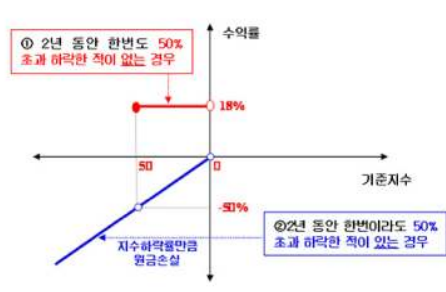 ① 2년 동안 한번도 50%
초과 하락한 적이 없는 경우
수익률
18%
50
0
기준지수
-50%
②2년 동안 한번이라도 50%
초과 하락한 적이 있는 경우
지수하락률만큼
원금손실